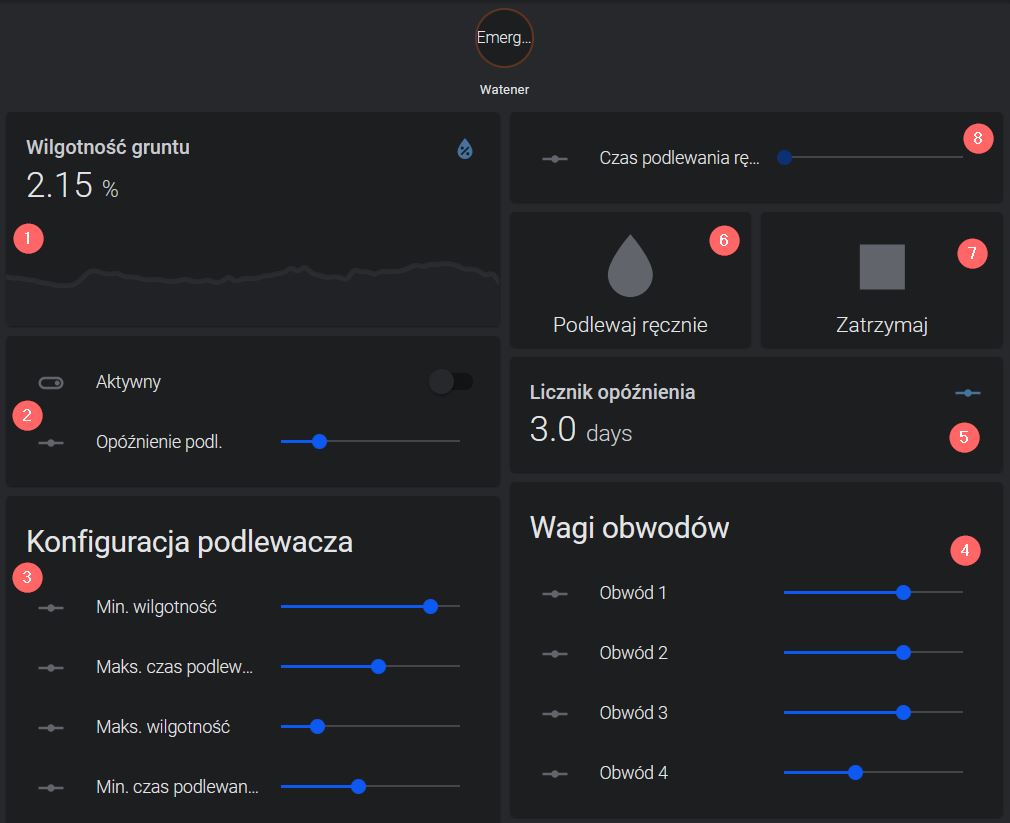 Emerg...
Watener
Wilgotność gruntu
2.15 %
1
Aktywny
2
Opóźnienie podl.
Konfiguracja podlewacza
3
Min. wilgotność
Maks. czas podlew...
Maks. wilgotność
Min. czas podlewan...
8
Czas podlewania rę...
6
Podlewaj ręcznie
7
Zatrzymaj
Licznik opóźnienia
3.0 days
5
Wagi obwodów
4
Obwód 1
Obwód 2
Obwód 3
Obwód 4